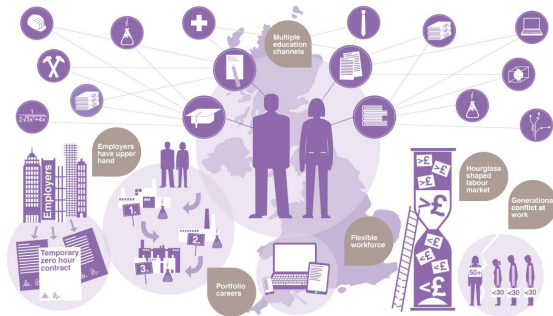 Multiple
education
channels
Employers
have upper
hand
Employers
Temporary
zero hour
contract
1.
2.
3.
Portfolio
careers
Flexible
workforce
>£
>£
>£
>£
>£
<£
<£
<£
<£
Hourglass
shaped
labour
market
Generational
conflict at
work
50+
<30
<30
<30